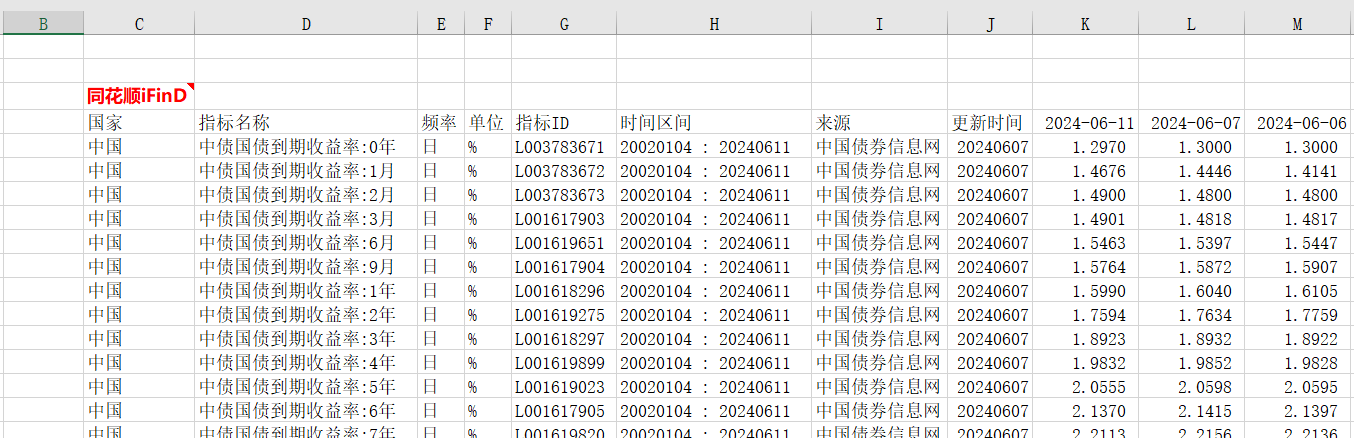 B C D E F G H I J K L M
同花顺iFinD
国家 指标名称 频率 单位 指标ID 时间区间 来源 更新时间 2024-06-11 2024-06-07 2024-06-06
中国 中债国债到期收益率:0年 日 % L003783671 20020104 : 20240611 中国债券信息网 20240607 1.2970 1.3000 1.3000
中国 中债国债到期收益率:1月 日 % L003783672 20020104 : 20240611 中国债券信息网 20240607 1.4676 1.4446 1.4141
中国 中债国债到期收益率:2月 日 % L003783673 20020104 : 20240611 中国债券信息网 20240607 1.4900 1.4800 1.4800
中国 中债国债到期收益率:3月 日 % L001617903 20020104 : 20240611 中国债券信息网 20240607 1.4901 1.4818 1.4817
中国 中债国债到期收益率:6月 日 % L001619651 20020104 : 20240611 中国债券信息网 20240607 1.5463 1.5397 1.5447
中国 中债国债到期收益率:9月 日 % L001617904 20020104 : 20240611 中国债券信息网 20240607 1.5764 1.5872 1.5907
中国 中债国债到期收益率:1年 日 % L001618296 20020104 : 20240611 中国债券信息网 20240607 1.5990 1.6040 1.6105
中国 中债国债到期收益率:2年 日 % L001619275 20020104 : 20240611 中国债券信息网 20240607 1.7594 1.7634 1.7759
中国 中债国债到期收益率:3年 日 % L001618297 20020104 : 20240611 中国债券信息网 20240607 1.8923 1.8932 1.8922
中国 中债国债到期收益率:4年 日 % L001619899 20020104 : 20240611 中国债券信息网 20240607 1.9832 1.9852 1.9828
中国 中债国债到期收益率:5年 日 % L001619023 20020104 : 20240611 中国债券信息网 20240607 2.0555 2.0598 2.0595
中国 中债国债到期收益率:6年 日 % L001617905 20020104 : 20240611 中国债券信息网 20240607 2.1370 2.1415 2.1397
中国 中债国债到期收益率:7年 日 % L001619820 20020104 : 20240611 中国债券信息网 20240607 2.2113 2.2156 2.2136